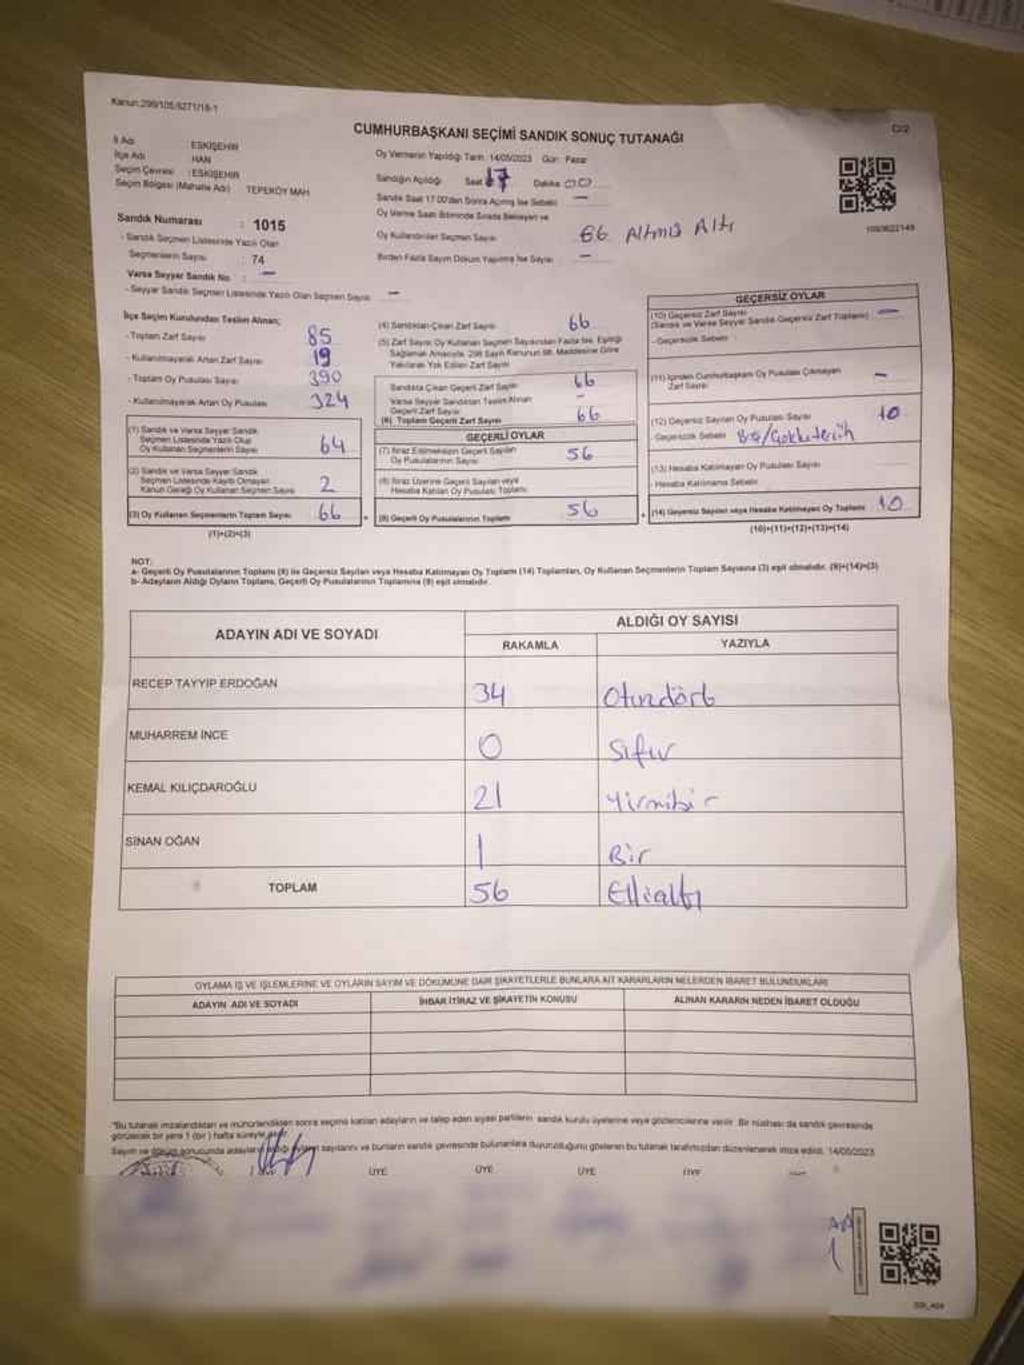 Kanun:299/105,6271/18-1
CUMHURBAŞKANI SEÇİMİ SANDIK SONUÇ TUTANAĞI
C/2
İl Adı ESKİŞEHİR
İlçe Adı HAN
Seçim Çevresi : ESKİŞEHİR
Seçim Bölgesi (Mahalle Adı) TEPEKÖY MAH
Sandık Numarası : 1015
- Sandık Seçmen Listesinde Yazılı Olan
Seçmenlerin Sayısı : 74
Varsa Seyyar Sandık No : —
- Seyyar Sandık Seçmen Listesinde Yazılı Olan Seçmen Sayısı —
Oy Vermenin Yapıldığı Tarih: 14/05/2023 Gün: Pazar
Sandığın Açıldığı Saat 17 Dakika 00
Sandık Saat 17:00'den Sonra Açılmış İse Sebebi —
Oy Verme Saati Bitiminde Sırada Bekleyen ve
Oy Kullandırılan Seçmen Sayısı 66 Altmış Altı
Birden Fazla Sayım Döküm Yapılmış İse Sayısı —
İlçe Seçim Kurulundan Teslim Alınan;
- Toplam Zarf Sayısı 85
- Kullanılmayarak Artan Zarf Sayısı 19
- Toplam Oy Pusulası Sayısı 390
- Kullanılmayarak Artan Oy Pusulası 324
(1) Sandık ve Varsa Seyyar Sandık
Seçmen Listesinde Yazılı Olup
Oy Kullanan Seçmenlerin Sayısı 64
(2) Sandık ve Varsa Seyyar Sandık
Seçmen Listesinde Kayıtlı Olmayan
Kanun Gereği Oy Kullanan Seçmen Sayısı 2
(3) Oy Kullanan Seçmenlerin Toplam Sayısı 66
(1)+(2)=(3)
(4) Sandıktan Çıkan Zarf Sayısı 66
(5) Zarf Sayısı Oy Kullanan Seçmen Sayısından Fazla İse, Eşitliği
Sağlamak Amacıyla, 298 Sayılı Kanunun 98. Maddesine Göre
Yakılarak Yok Edilen Zarf Sayısı
Sandıkta Çıkan Geçerli Zarf Sayısı 66
Varsa Seyyar Sandıktan Teslim Alınan
Geçerli Zarf Sayısı -
(6) Toplam Geçerli Zarf Sayısı 66
GEÇERLİ OYLAR
(7) İtiraz Edilmeksizin Geçerli Sayılan
Oy Pusulalarının Sayısı 56
(8) İtiraz Üzerine Geçerli Sayılan veya
Hesaba Katılan Oy Pusulası Toplamı
(9) Geçerli Oy Pusulalarının Toplamı 56
GEÇERSİZ OYLAR
(10) Geçersiz Zarf Sayısı
(Sandık ve Varsa Seyyar Sandık Geçersiz Zarf Toplamı) —
- Geçersizlik Sebebi
(11) İçinden Cumhurbaşkanı Oy Pusulası Çıkmayan
Zarf Sayısı —
(12) Geçersiz Sayılan Oy Pusulası Sayısı 10
- Geçersizlik Sebebi
(13) Hesaba Katılmayan Oy Pusulası Sayısı
- Hesaba Katılmama Sebebi
(14) Geçersiz Sayılan veya Hesaba Katılmayan Oy Toplamı 10
(10)+(11)+(12)+(13)=(14)
NOT:
a- Geçerli Oy Pusulalarının Toplamı (9) ile Geçersiz Sayılan veya Hesaba Katılmayan Oy Toplamı (14) Toplamları, Oy Kullanan Seçmenlerin Toplam Sayısına (3) eşit olmalıdır. (9)+(14)=(3)
b- Adayların Aldığı Oyların Toplamı, Geçerli Oy Pusulalarının Toplamına (9) eşit olmalıdır.
ADAYIN ADI VE SOYADI
ALDIĞI OY SAYISI
RAKAMLA YAZIYLA
RECEP TAYYİP ERDOĞAN 34 Otuzdört
MUHARREM İNCE 0 Sıfır
KEMAL KILIÇDAROĞLU 21 Yirmibir
SİNAN OĞAN 1 Bir
TOPLAM 56 Ellialtı
OYLAMA İŞ VE İŞLEMLERİNE VE OYLARIN SAYIM VE DÖKÜMÜNE DAİR ŞİKAYETLERLE BUNLARA AİT KARARLARIN NELERDEN İBARET BULUNDUKLARI
ADAYIN ADI VE SOYADI İHBAR İTİRAZ VE ŞİKAYETİN KONUSU ALINAN KARARIN NEDEN İBARET OLDUĞU
"Bu tutanak imzalandıktan ve mühürlendikten sonra seçime katılan adayların ve talep eden siyasi partilerin sandık kurulu üyelerine veya gözlemcilerine verilir. Bir nüshası da sandık çevresinde
görülecek bir yere 1 (bir) hafta süreyle
Sayım ve döküm sonucunda adayların aldığı oyların sayılarını ve bunların sandık çevresinde bulunanlara duyurulduğunu gösteren bu tutanak tarafımızdan düzenlenerek imza edildi. 14/05/2023
ÜYE ÜYE ÜYE ÜYE